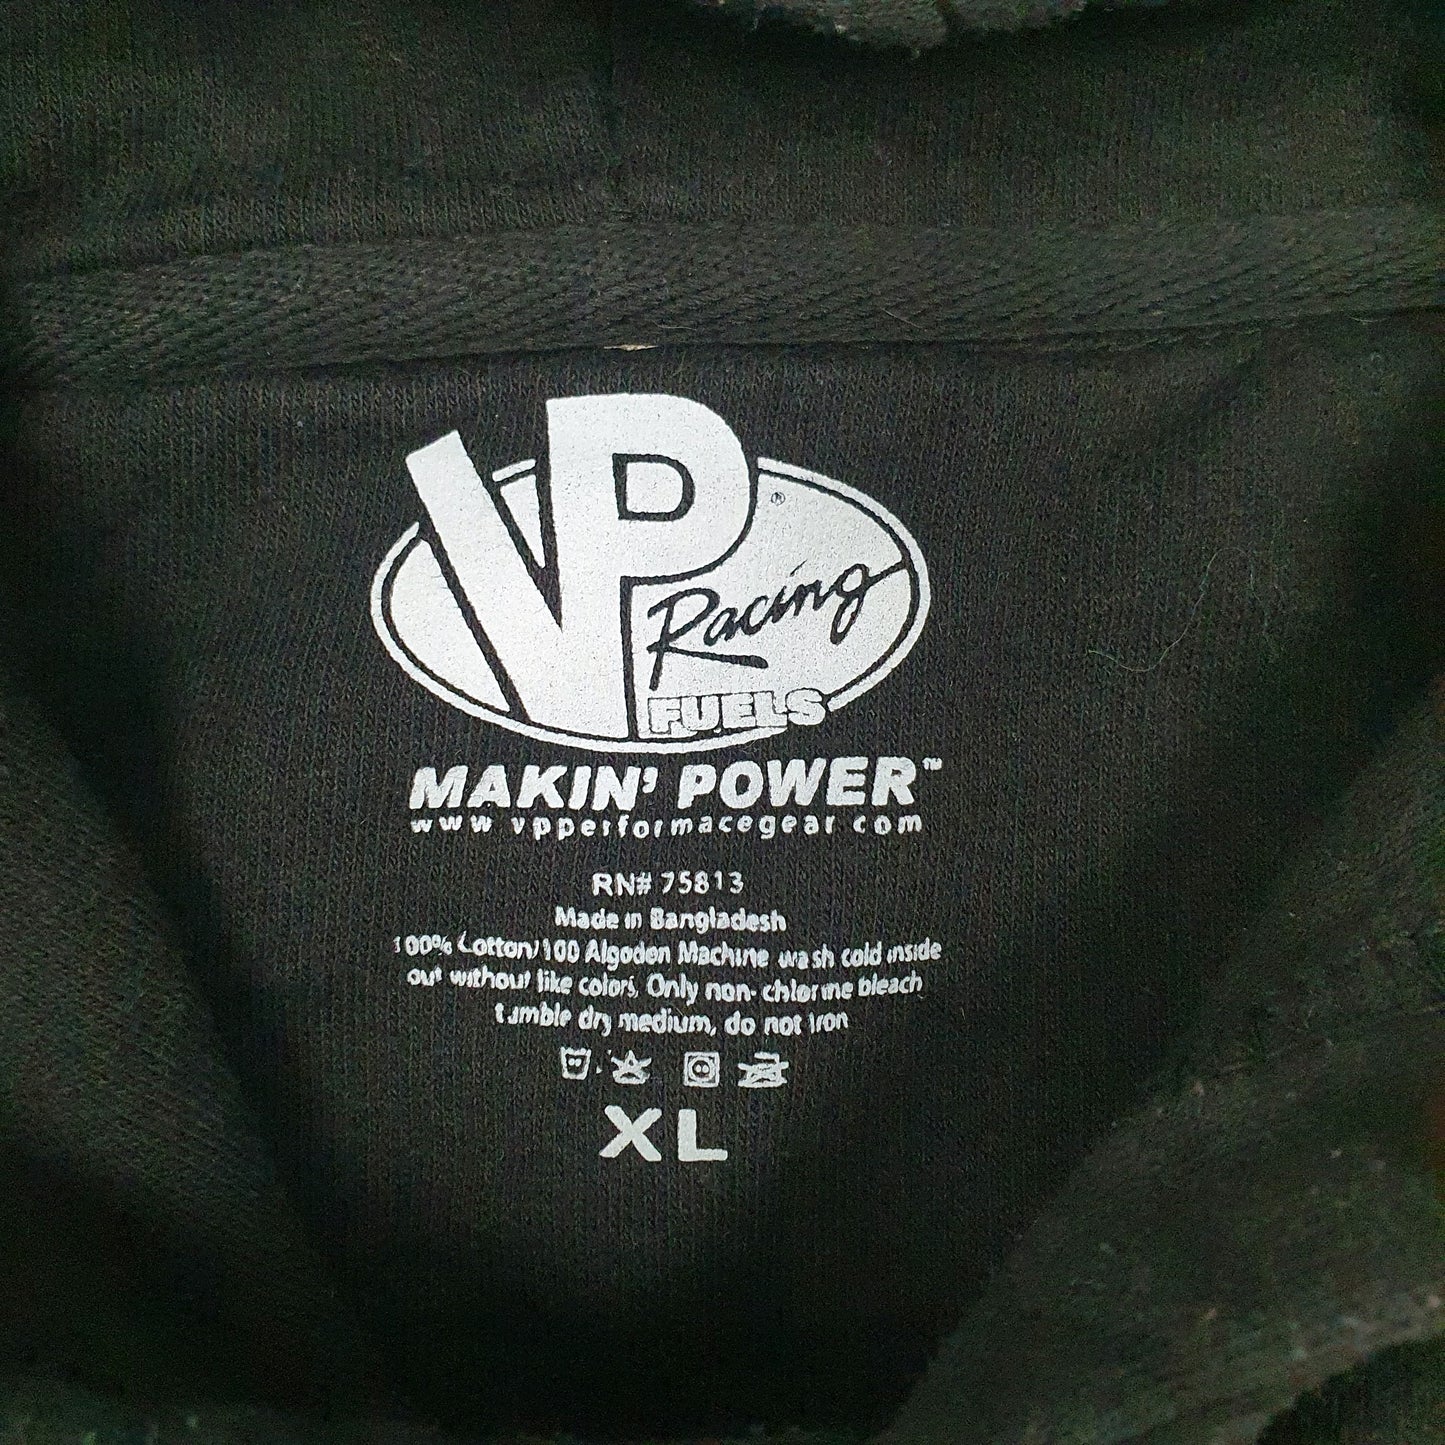 VP ®
Racing
FUELS
MAKIN' POWER™
www vpperformacegear com
RN# 75813
Made in Bangladesh
100% Cotton/100 Algoden Machine wash cold inside
out without like colors, Only non-chlorine bleach
tumble dry medium, do not Iron
XL